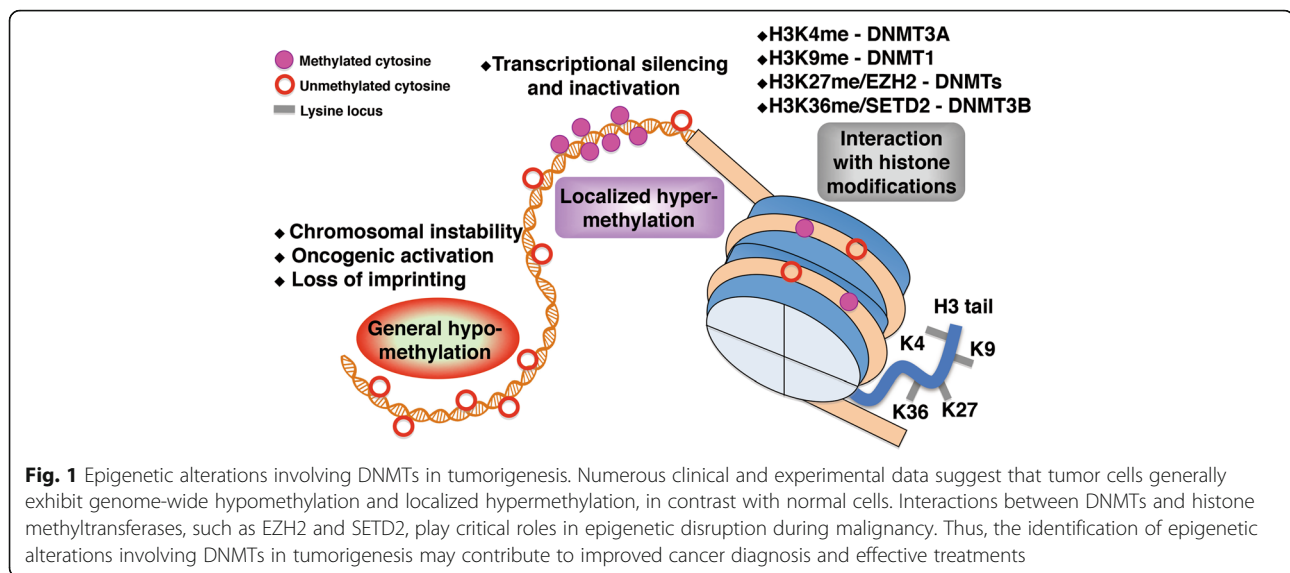 Methylated cytosine
Unmethylated cytosine
Lysine locus
◆Transcriptional silencing
and inactivation
◆H3K4me - DNMT3A
◆H3K9me - DNMT1
◆H3K27me/EZH2 - DNMTs
◆H3K36me/SETD2 - DNMT3B
Interaction
with histone
modifications
Localized hyper-
methylation
◆ Chromosomal instability
◆ Oncogenic activation
◆ Loss of imprinting
General hypo-
methylation
H3 tail
K4
K9
K36
K27
Fig. 1 Epigenetic alterations involving DNMTs in tumorigenesis. Numerous clinical and experimental data suggest that tumor cells generally
exhibit genome-wide hypomethylation and localized hypermethylation, in contrast with normal cells. Interactions between DNMTs and histone
methyltransferases, such as EZH2 and SETD2, play critical roles in epigenetic disruption during malignancy. Thus, the identification of epigenetic
alterations involving DNMTs in tumorigenesis may contribute to improved cancer diagnosis and effective treatments